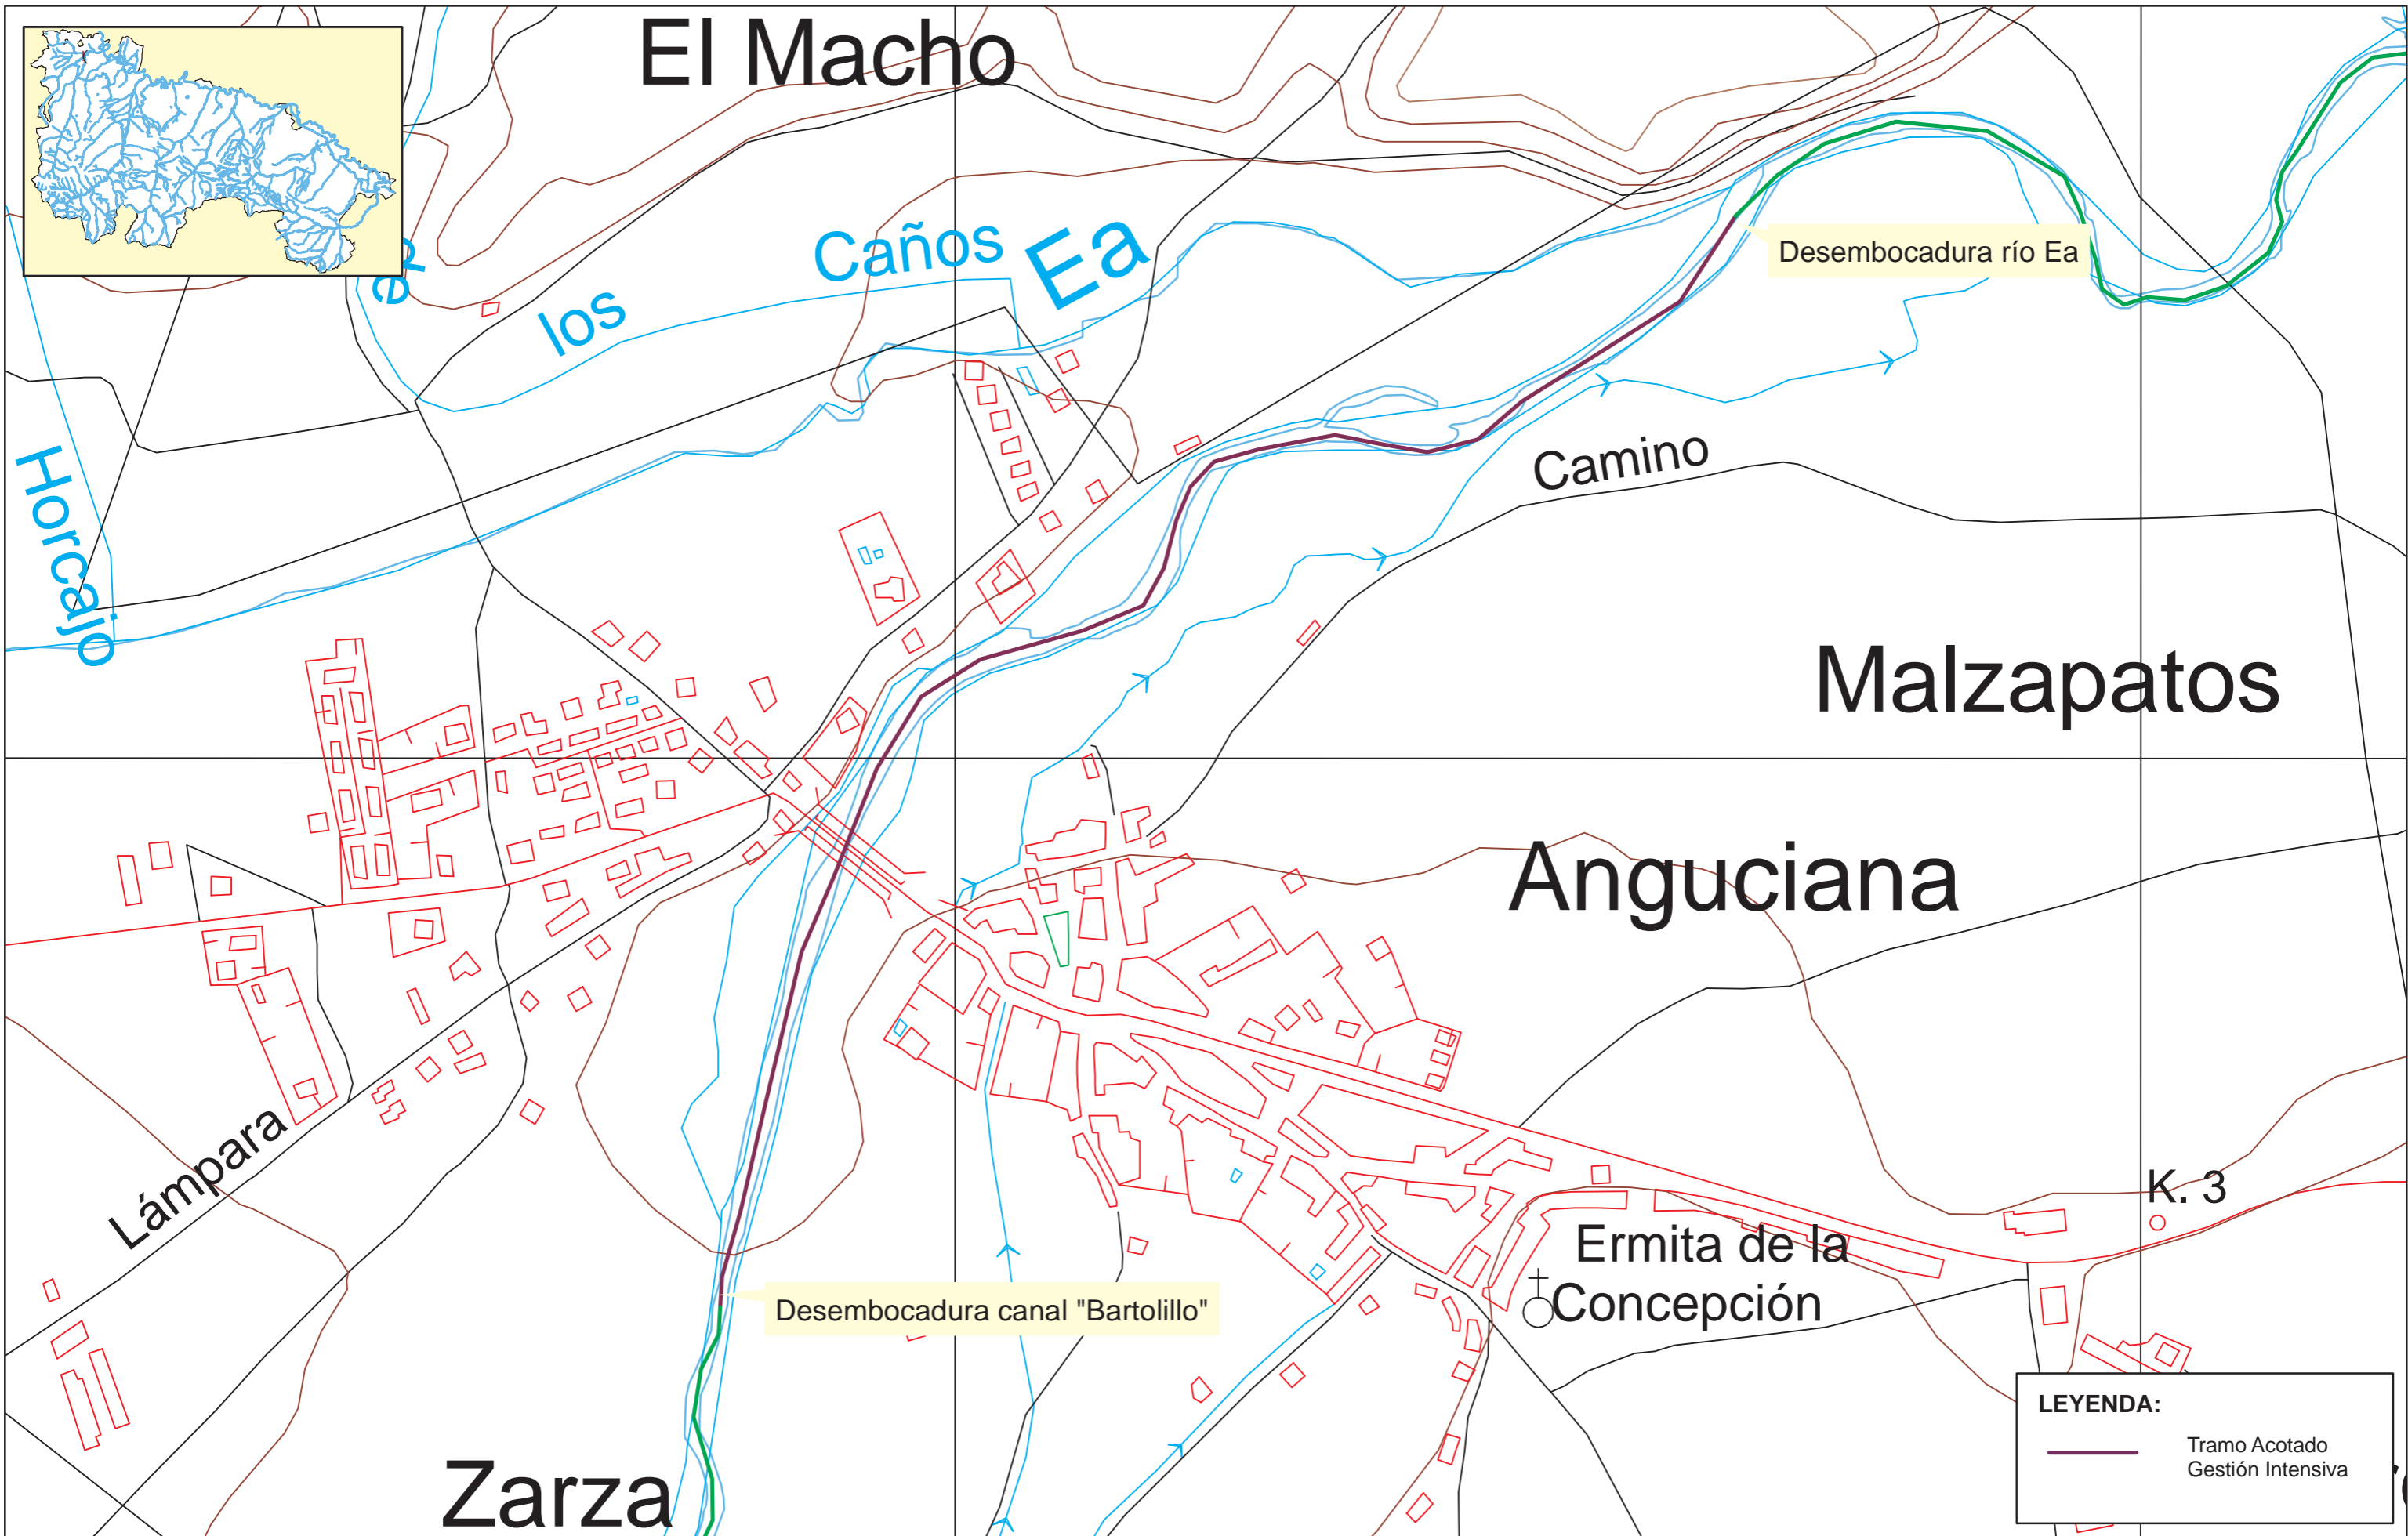 El Macho
de
los
Caños
Ea
Desembocadura río Ea
Horcajo
Camino
Malzapatos
Anguciana
Lámpara
K. 3
Ermita de la
Concepción
Desembocadura canal "Bartolillo"
Zarza
LEYENDA:
Tramo Acotado
Gestión Intensiva